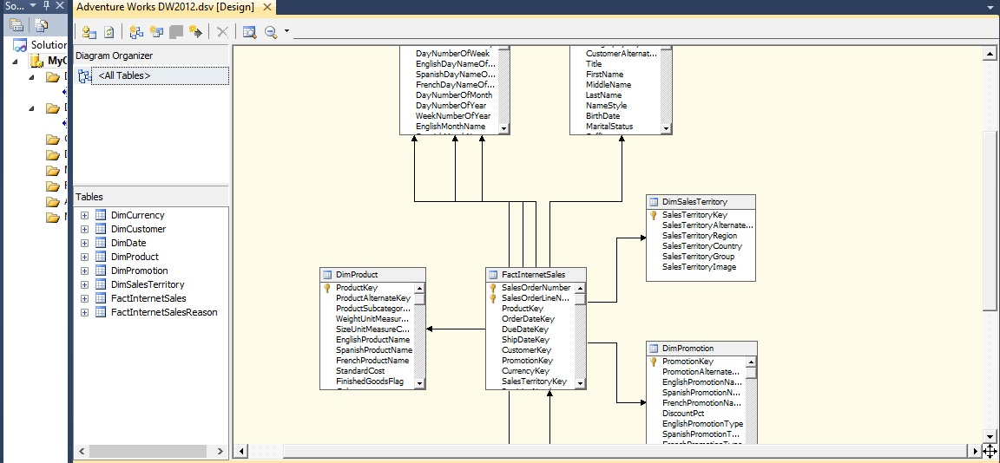 So...
Adventure Works DW2012.dsv [Design]
Solution
MyC
Diagram Organizer
<All Tables>
Tables
DimCurrency
DimCustomer
DimDate
DimProduct
DimPromotion
DimSalesTerritory
FactInternetSales
FactInternetSalesReason
DayNumberOfWeek
EnglishDayNameOf...
SpanishDayNameO...
FrenchDayNameOf...
DayNumberOfMonth
DayNumberOfYear
WeekNumberOfYear
EnglishMonthName
CustomerAlternat...
Title
FirstName
MiddleName
LastName
NameStyle
BirthDate
MaritalStatus
DimSalesTerritory
SalesTerritoryKey
SalesTerritoryAlternate...
SalesTerritoryRegion
SalesTerritoryCountry
SalesTerritoryGroup
SalesTerritoryImage
DimProduct
ProductKey
ProductAlternateKey
ProductSubcategor...
WeightUnitMeasur...
SizeUnitMeasureC...
EnglishProductName
SpanishProductName
FrenchProductName
StandardCost
FinishedGoodsFlag
FactInternetSales
SalesOrderNumber
SalesOrderLineN...
ProductKey
OrderDateKey
DueDateKey
ShipDateKey
CustomerKey
PromotionKey
CurrencyKey
SalesTerritoryKey
DimPromotion
PromotionKey
PromotionAlternate...
EnglishPromotionNa...
SpanishPromotionN...
FrenchPromotionNa...
DiscountPct
EnglishPromotionType
SpanishPromotionT...
FrenchPromotionType